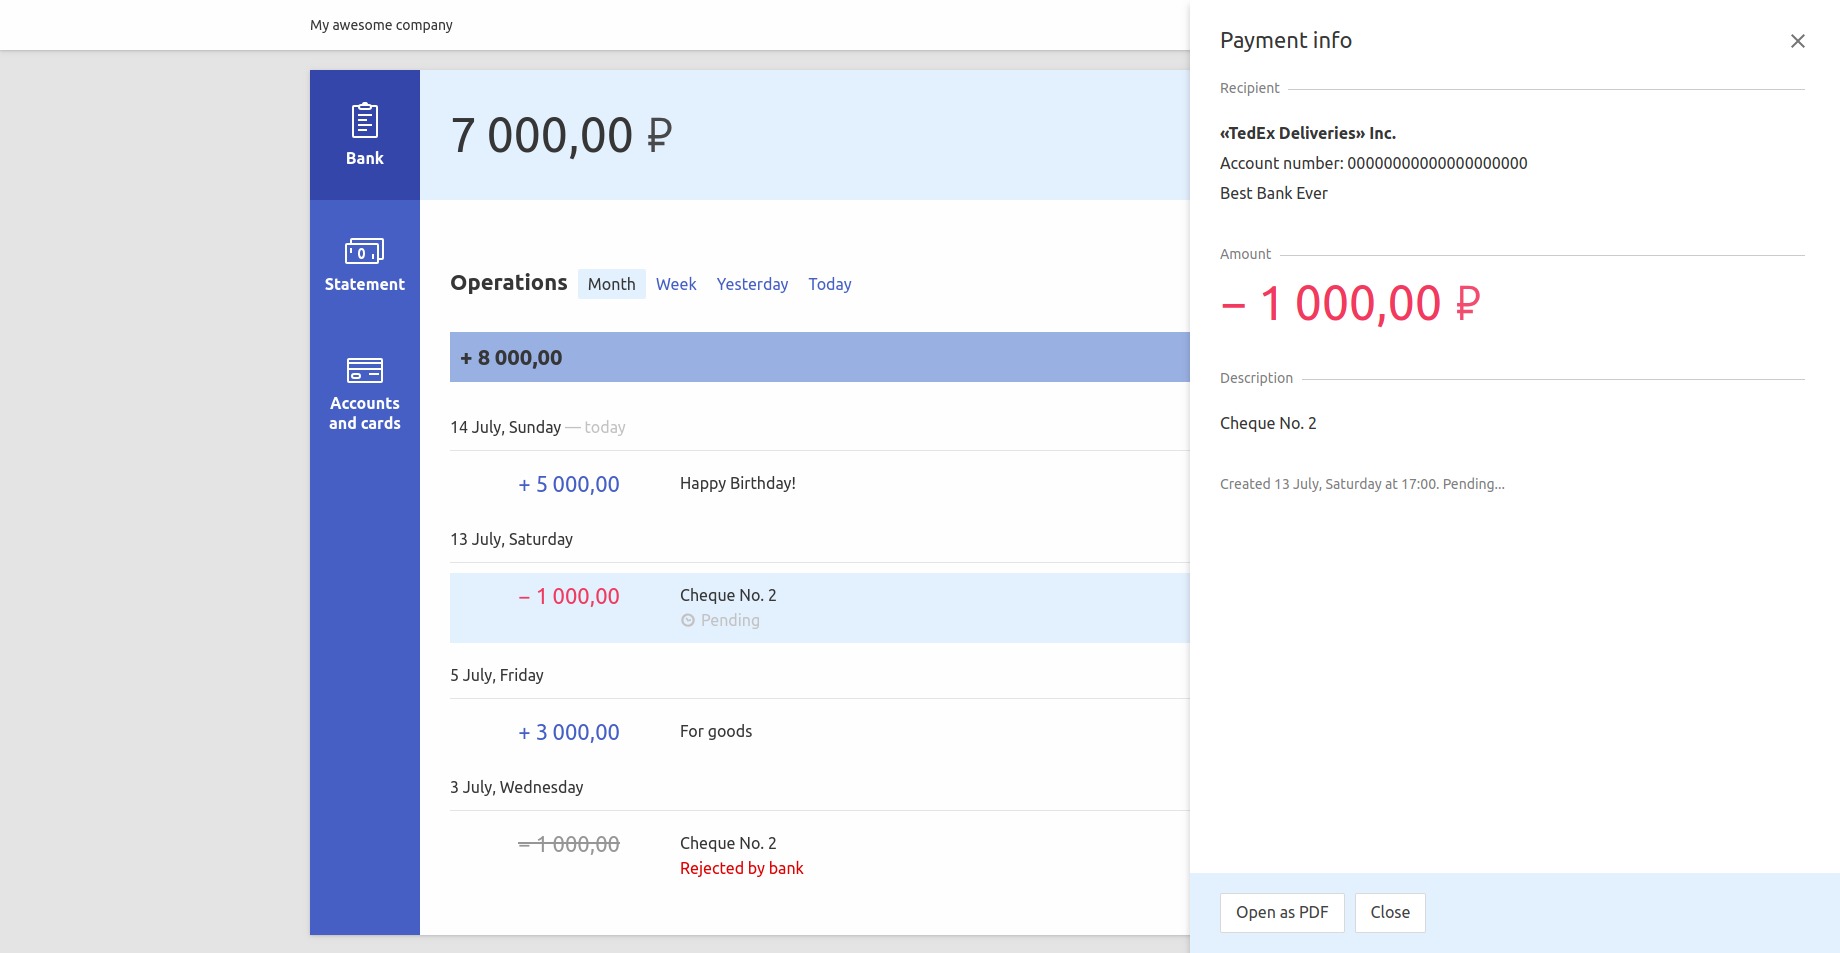 My awesome company
Bank
Statement
Accounts
and cards
7 000,00 ₽
Operations Month Week Yesterday Today
+ 8 000,00
14 July, Sunday — today
+ 5 000,00 Happy Birthday!
13 July, Saturday
– 1 000,00 Cheque No. 2
Pending
5 July, Friday
+ 3 000,00 For goods
3 July, Wednesday
– 1 000,00 Cheque No. 2
Rejected by bank
Payment info
Recipient
«TedEx Deliveries» Inc.
Account number: 00000000000000000000
Best Bank Ever
Amount
– 1 000,00 ₽
Description
Cheque No. 2
Created 13 July, Saturday at 17:00. Pending...
Open as PDF Close